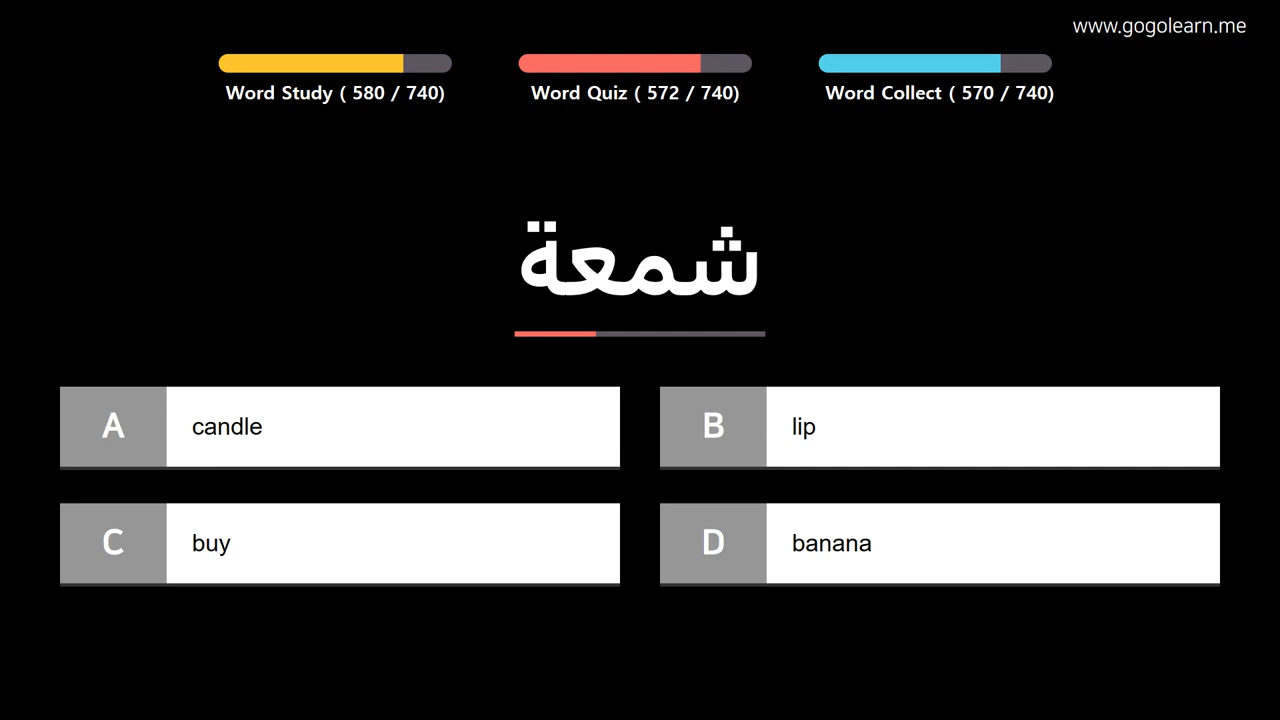 www.gogolearn.me
Word Study ( 580 / 740)
Word Quiz ( 572 / 740)
Word Collect ( 570 / 740)
شمعة
A candle
B lip
C buy
D banana